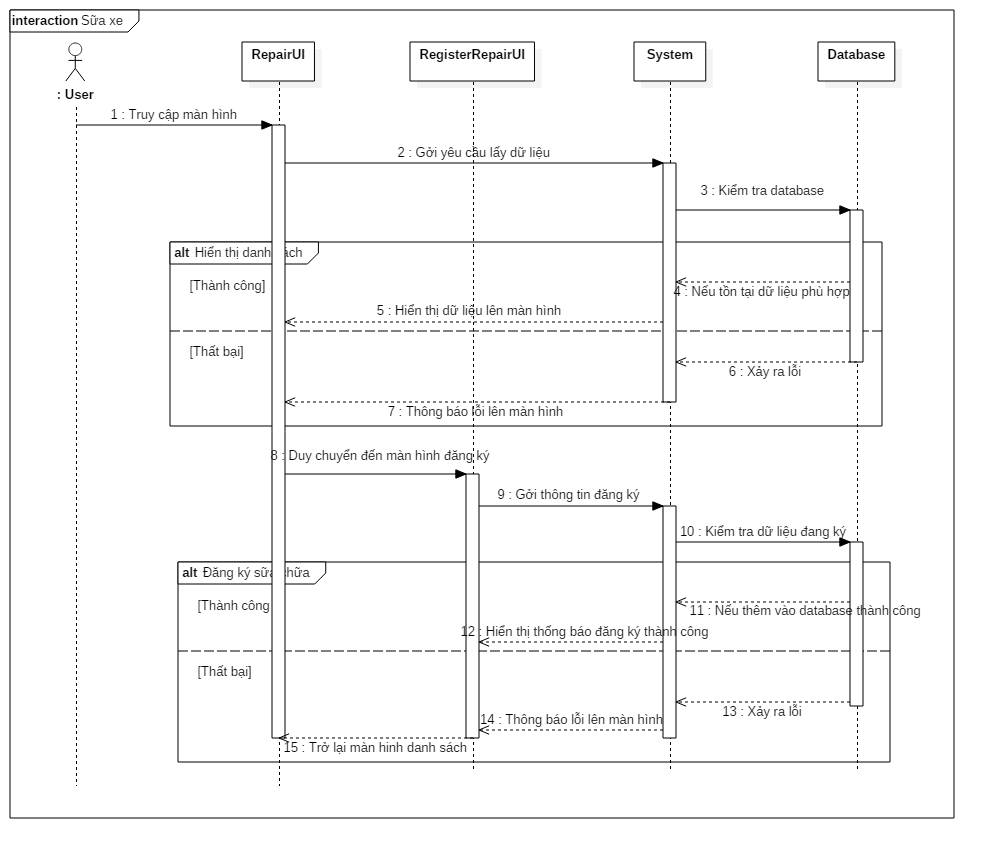 interaction Sữa xe
RepairUI
RegisterRepairUI
System
Database
: User
1 : Truy cập màn hình
2 : Gởi yêu cầu lấy dữ liệu
3 : Kiểm tra database
alt Hiển thị danh sách
[Thành công]
4 : Nếu tồn tại dữ liệu phù hợp
5 : Hiển thị dữ liệu lên màn hình
[Thất bại]
6 : Xảy ra lỗi
7 : Thông báo lỗi lên màn hình
8 : Duy chuyển đến màn hình đăng ký
9 : Gởi thông tin đăng ký
10 : Kiểm tra dữ liệu đang ký
alt Đăng ký sữa chữa
[Thành công
11 : Nếu thêm vào database thành công
12 : Hiển thị thống báo đăng ký thành công
[Thất bại]
13 : Xảy ra lỗi
14 : Thông báo lỗi lên màn hình
15 : Trở lại màn hinh danh sách